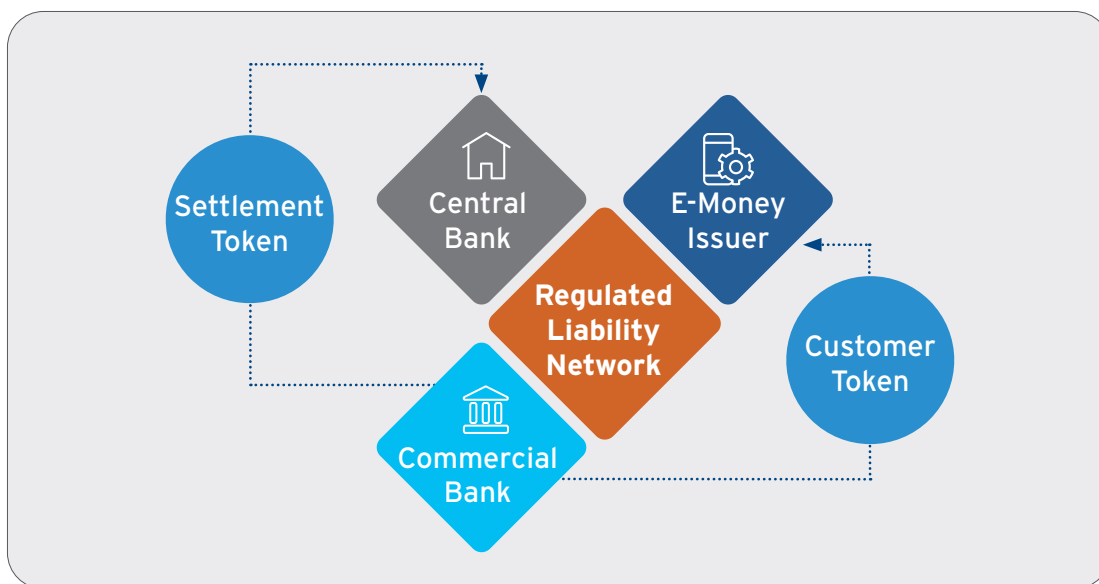 Settlement
Token
Central
Bank
E-Money
Issuer
Regulated
Liability
Network
Customer
Token
Commercial
Bank